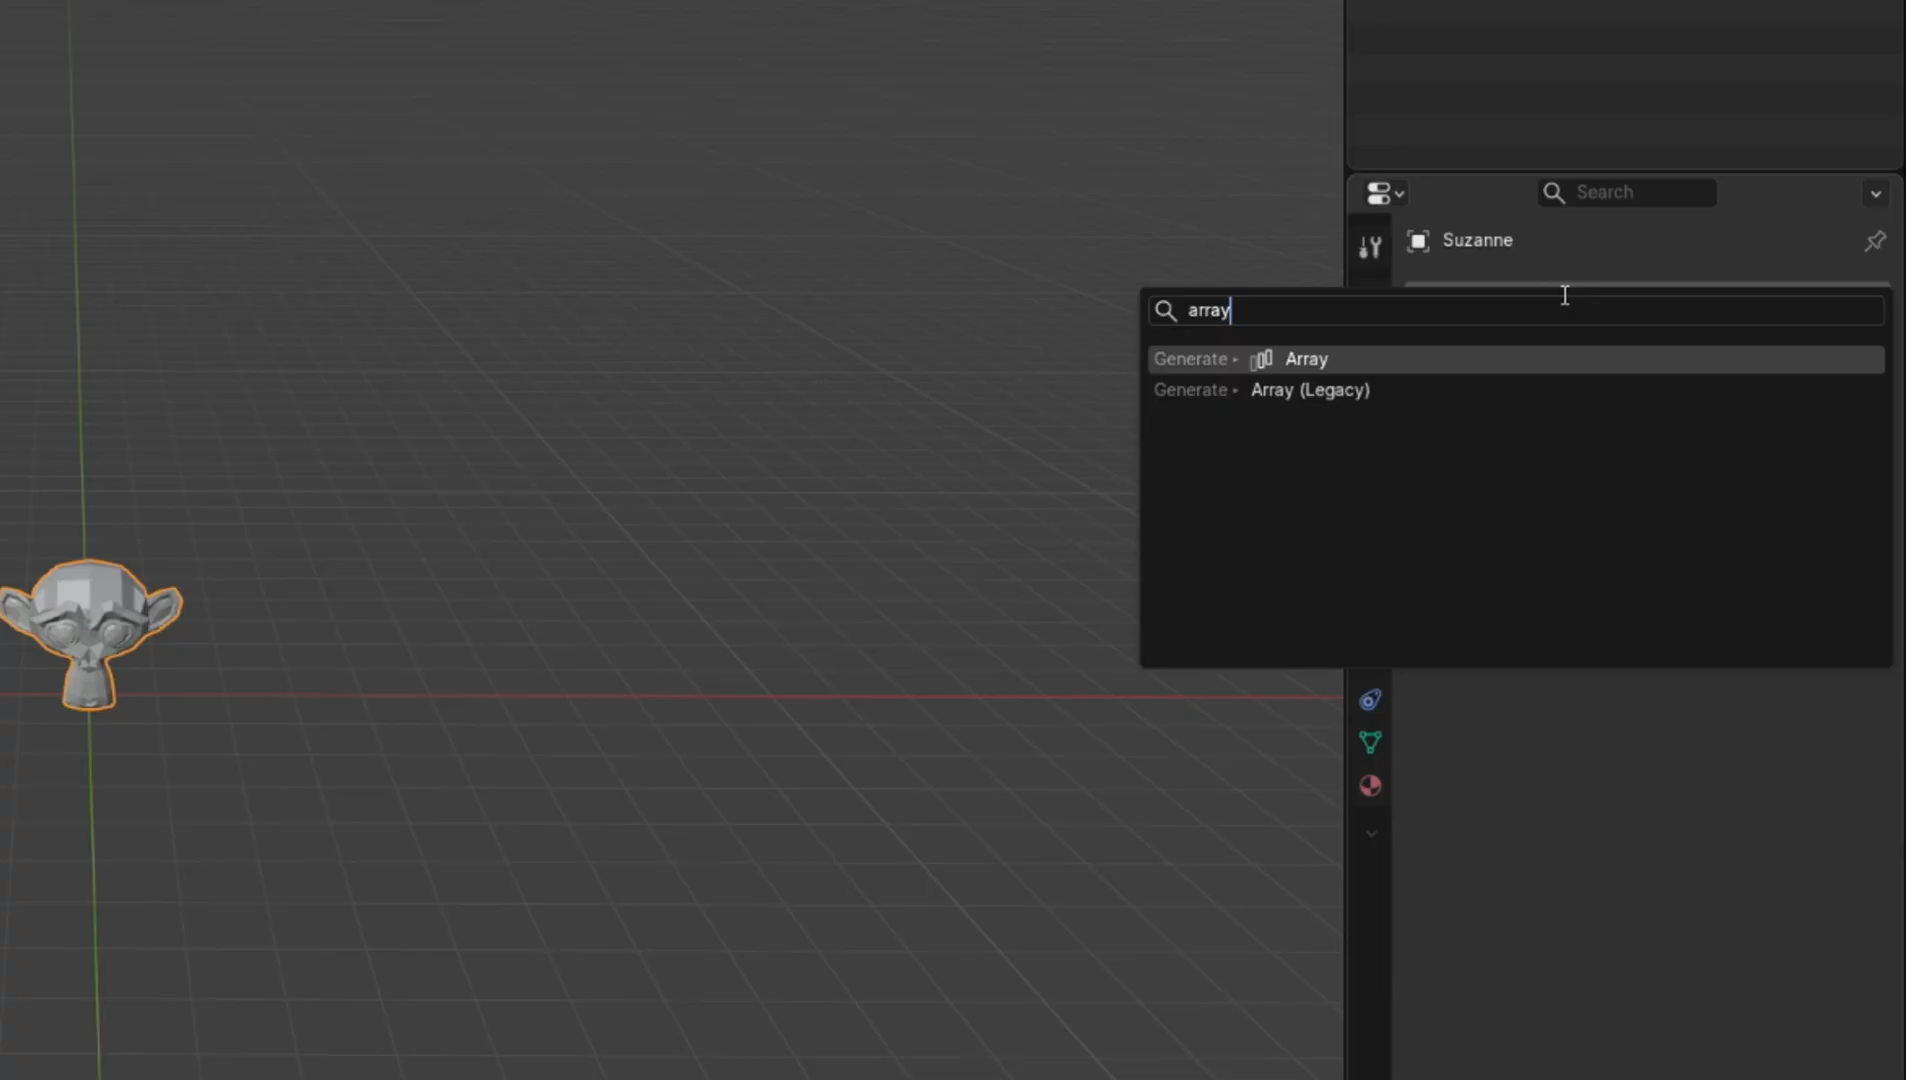 Search
Suzanne
array
Generate Array
Generate Array (Legacy)